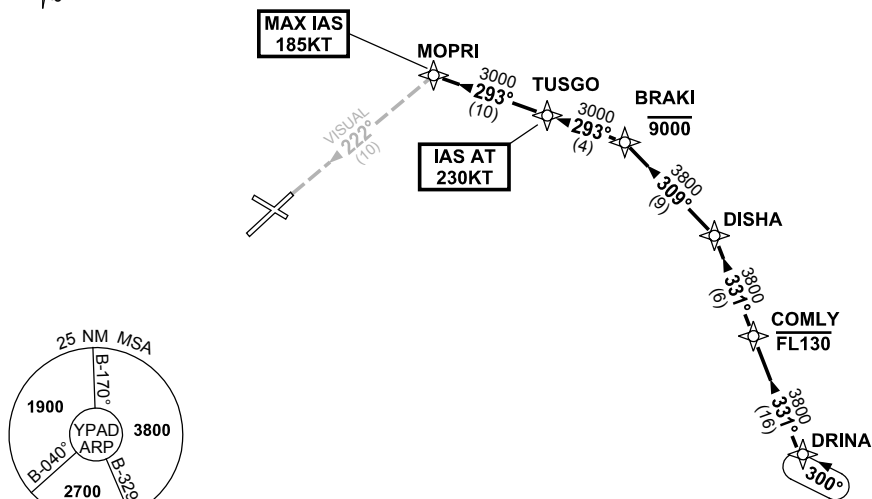 MAX IAS
185KT
MOPRI
3000
293°
(10)
TUSGO
3000
293°
(4)
BRAKI
9000
VISUAL
222°
(10)
IAS AT
230KT
3800
309°
(9)
DISHA
3800
331°
(6)
COMLY
FL130
3800
331°
(16)
DRINA
300°
25 NM MSA
B-170°
1900
YPAD
ARP
3800
B-040°
B-329
2700